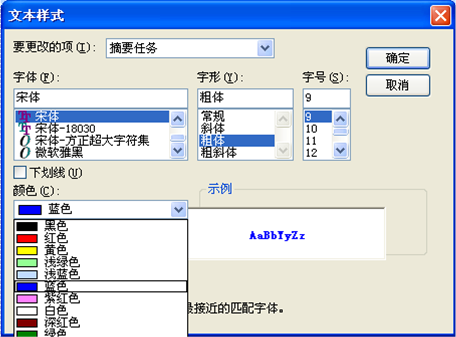 文本样式
要更改的项(I): 摘要任务
确定
取消
字体(F): 字形(Y): 字号(S):
宋体 粗体 9
宋体 常规 9
宋体-18030 斜体 10
宋体-方正超大字符集 粗体 11
微软雅黑 粗斜体 12
下划线(U)
颜色(C): 示例
蓝色
AaBbYyZz
黑色
红色
黄色
浅绿色
浅蓝色
蓝色
紫红色
白色
最接近的匹配字体。
深红色
绿色